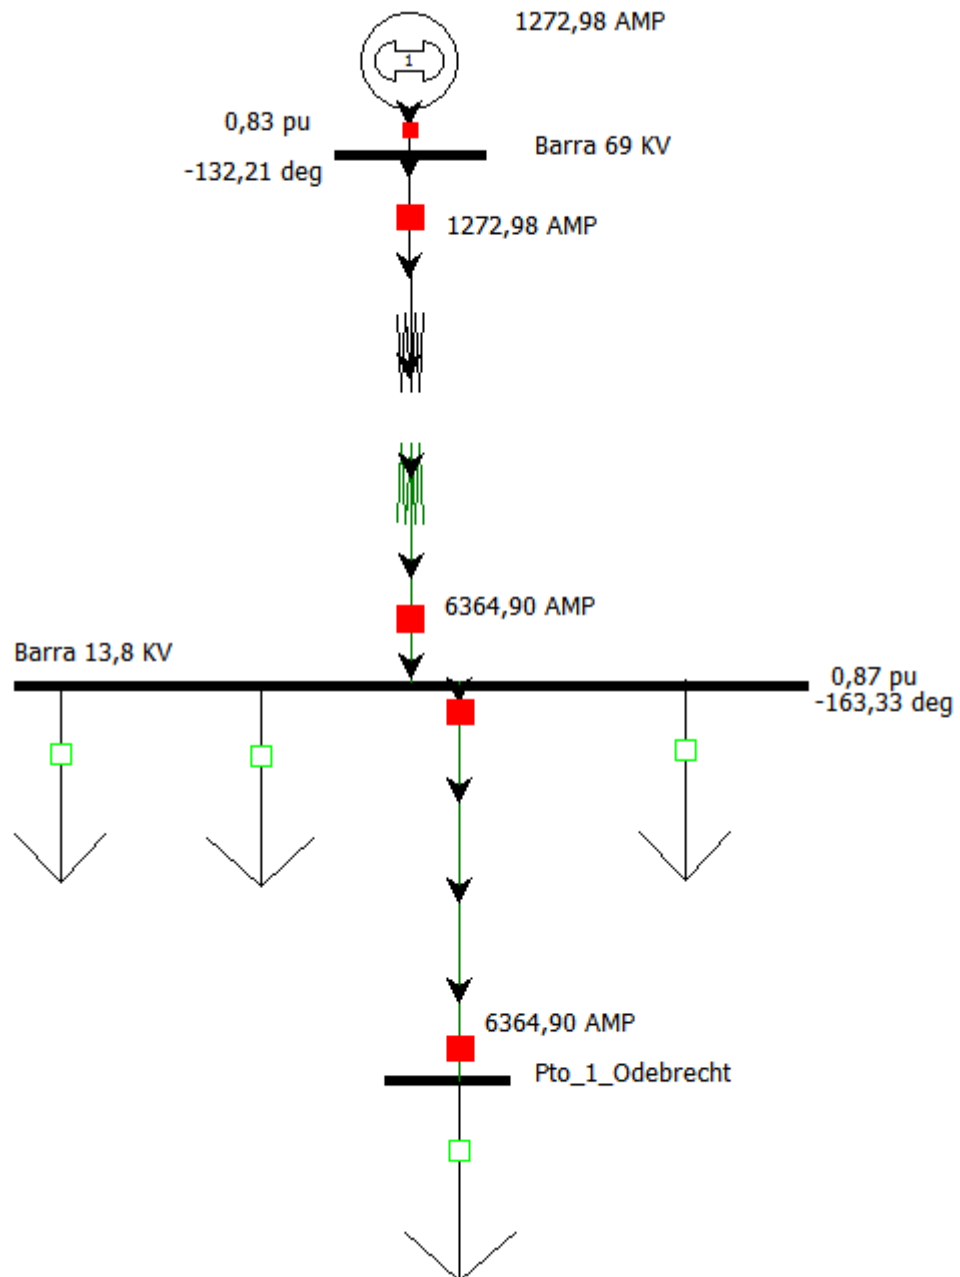 1272,98 AMP
1
0,83 pu
Barra 69 KV
-132,21 deg
1272,98 AMP
6364,90 AMP
Barra 13,8 KV
0,87 pu
-163,33 deg
6364,90 AMP
Pto_1_Odebrecht